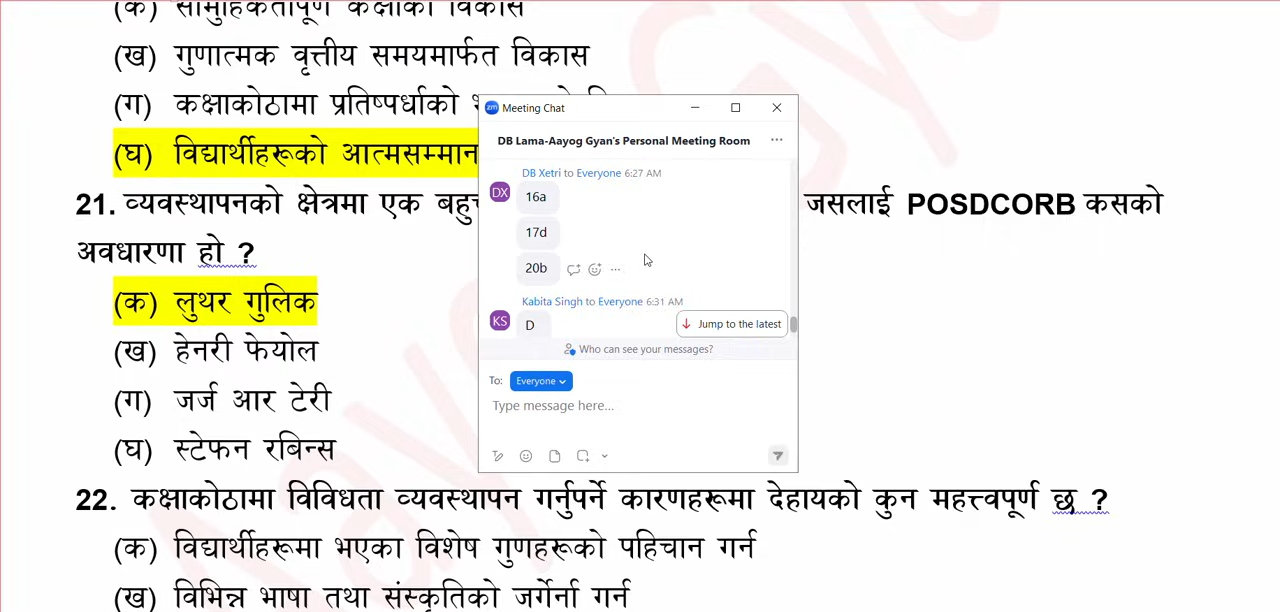 (क) सामुहिकतापूर्ण कक्षाको विकास
(ख) गुणात्मक वृत्तीय समयमार्फत विकास
(ग) कक्षाकोठामा प्रतिष्पर्धाको
(घ) विद्यार्थीहरूको आत्मसम्मान
21. व्यवस्थापनको क्षेत्रमा एक जसलाई POSDCORB कसको
अवधारणा हो ?
(क) लुथर गुलिक
(ख) हेनरी फेयोल
(ग) जर्ज आर टेरी
(घ) स्टेफन रबिन्स
22. कक्षाकोठामा विविधता व्यवस्थापन गर्नुपर्ने कारणहरूमा देहायको कुन महत्त्वपूर्ण छ ?
(क) विद्यार्थीहरूमा भएका विशेष गुणहरूको पहिचान गर्न
(ख) विभिन्न भाषा तथा संस्कृतिको जर्गेर्ना गर्न
zm Meeting Chat
DB Lama-Aayog Gyan's Personal Meeting Room
DB Xetri to Everyone 6:27 AM
DX 16a
17d
20b
Kabita Singh to Everyone 6:31 AM
KS D
Jump to the latest
Who can see your messages?
To: Everyone
Type message here...